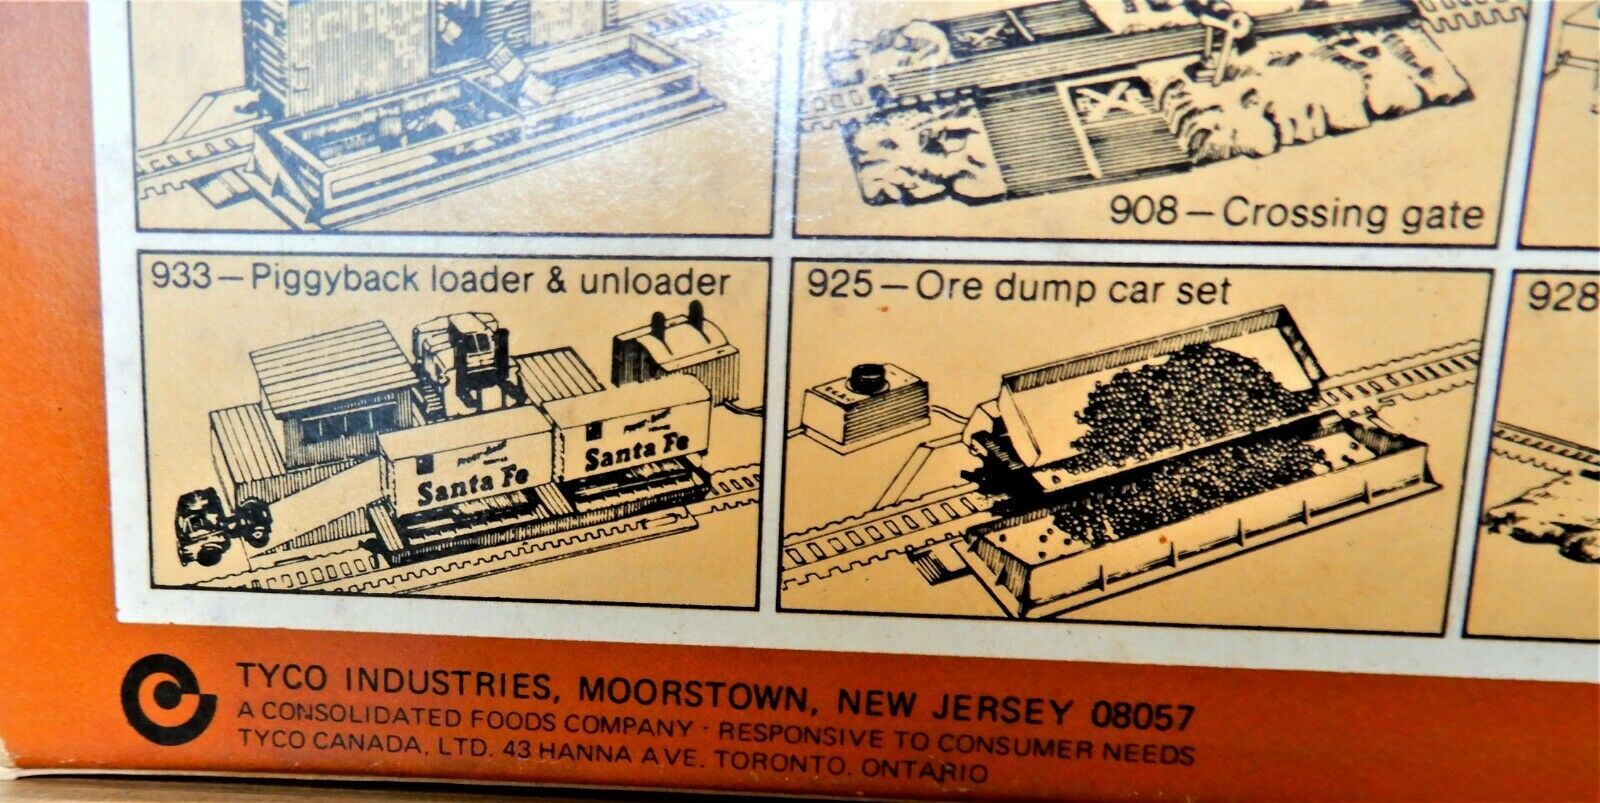 908—Crossing gate
933—Piggyback loader & unloader
925—Ore dump car set
928
Santa Fe
Santa Fe
TYCO INDUSTRIES, MOORSTOWN, NEW JERSEY 08057
A CONSOLIDATED FOODS COMPANY · RESPONSIVE TO CONSUMER NEEDS
TYCO CANADA, LTD. 43 HANNA AVE. TORONTO. ONTARIO